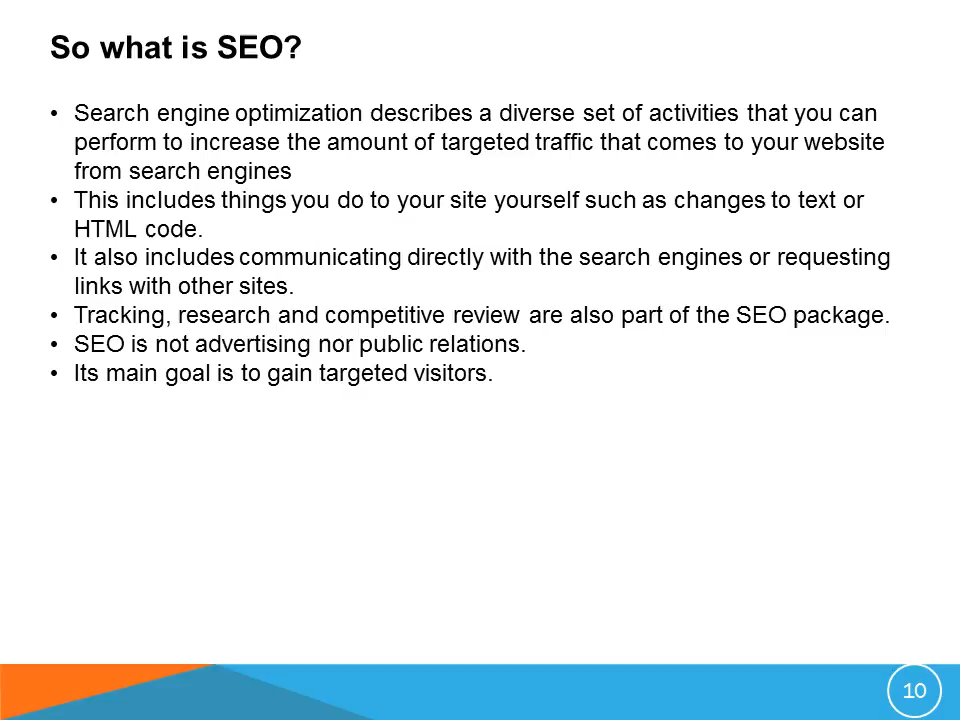 So what is SEO?
• Search engine optimization describes a diverse set of activities that you can
perform to increase the amount of targeted traffic that comes to your website
from search engines
• This includes things you do to your site yourself such as changes to text or
HTML code.
• It also includes communicating directly with the search engines or requesting
links with other sites.
• Tracking, research and competitive review are also part of the SEO package.
• SEO is not advertising nor public relations.
• Its main goal is to gain targeted visitors.
10